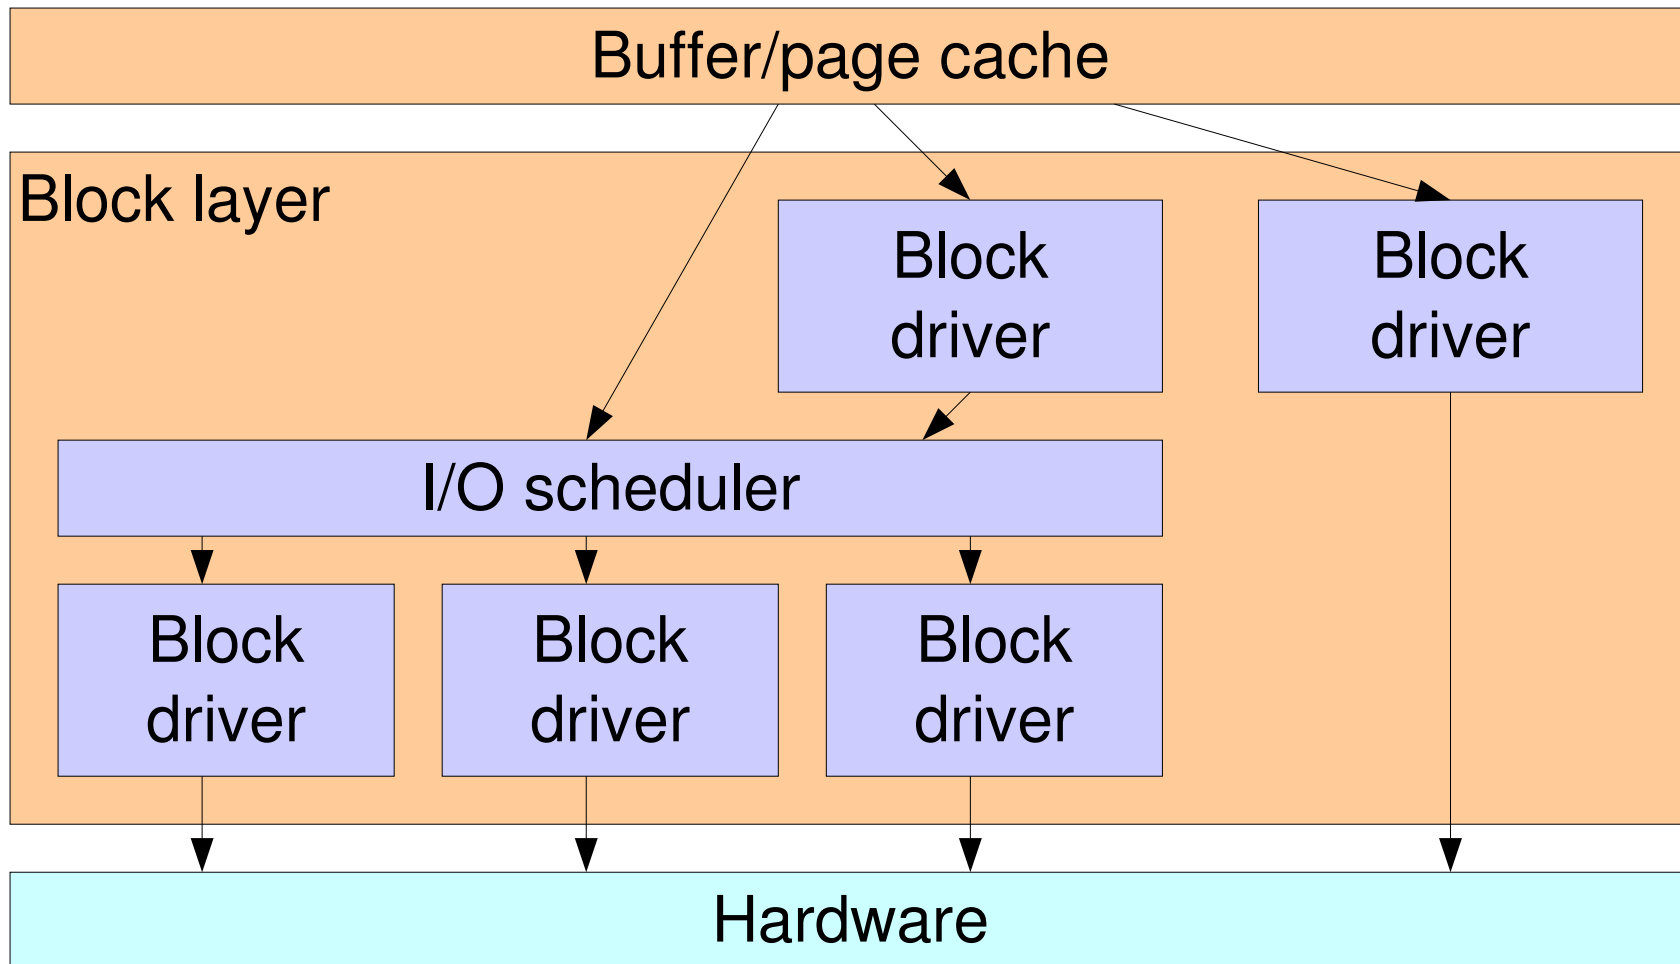 Buffer/page cache
Block layer
Block
driver
Block
driver
I/O scheduler
Block
driver
Block
driver
Block
driver
Hardware